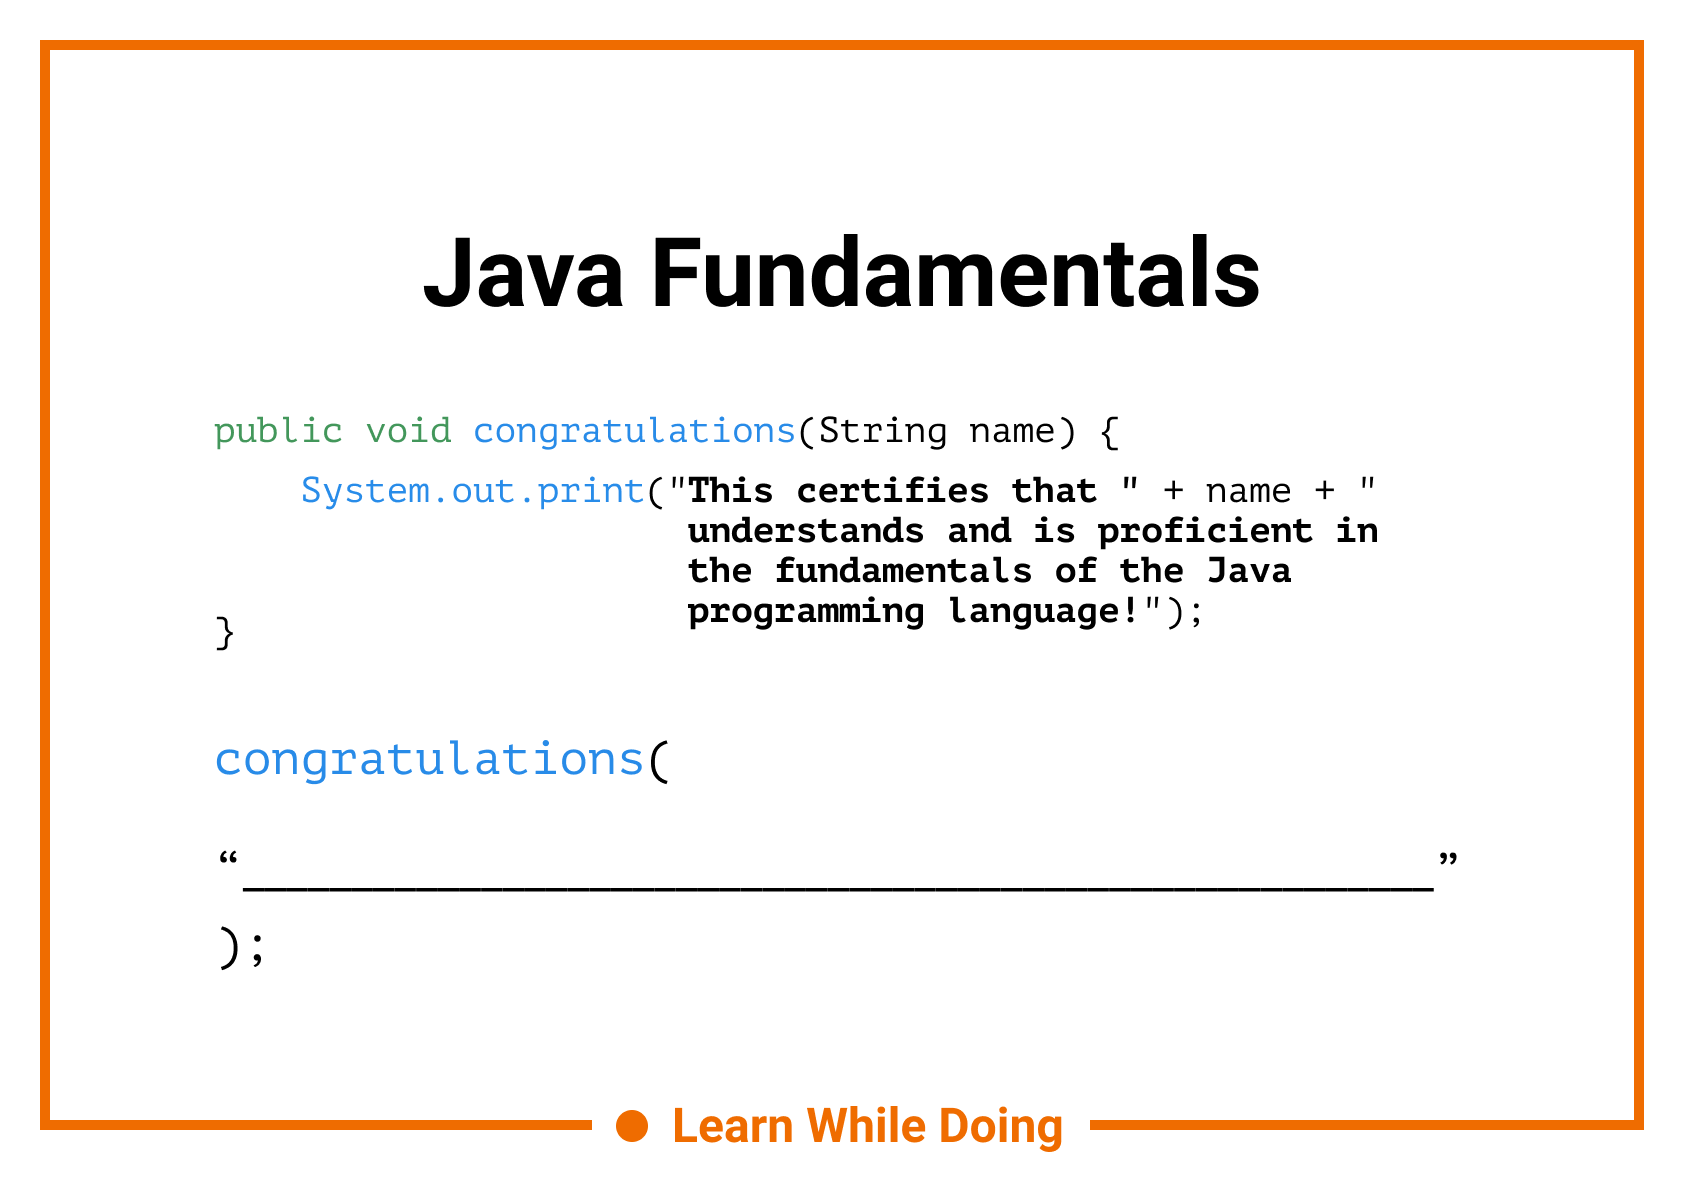 Java Fundamentals
public void congratulations(String name) {
System.out.print("This certifies that " + name + "
understands and is proficient in
the fundamentals of the Java
programming language!");
}
congratulations(
“_______________________________________________________”
);
Learn While Doing